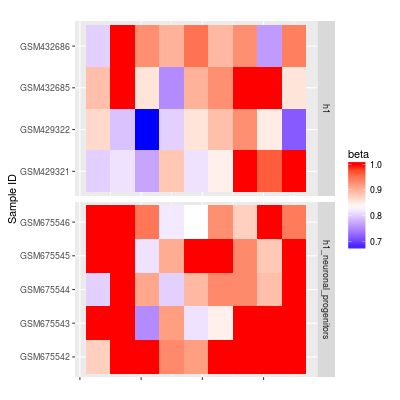 GSM432686
GSM432685
GSM429322
GSM429321
h1
GSM675546
GSM675545
GSM675544
GSM675543
GSM675542
h1_neuronal_progenitors
Sample ID
beta
1.0
0.9
0.8
0.7